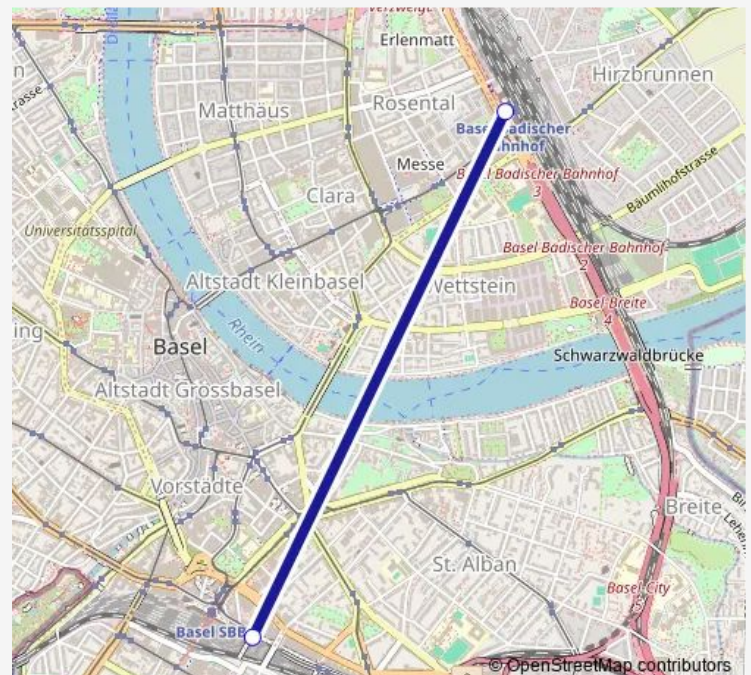 Erlenmatt
Hirzbrunnen
Matthäus
Rosental
Basel Badischer
Bahnhof
Messe
Basel Badischer Bahnhof
3
Bäumlihofstrasse
Clara
Universitätsspital
Basel Badischer Bahnhof
2
Altstadt Kleinbasel
Wettstein
Basel-Breite
4
Rhein
Basel
Schwarzwaldbrücke
Altstadt Grossbasel
Vorstädte
Breite
St. Alban
Basel-City
5
Basel SBB
© OpenStreetMap contributors